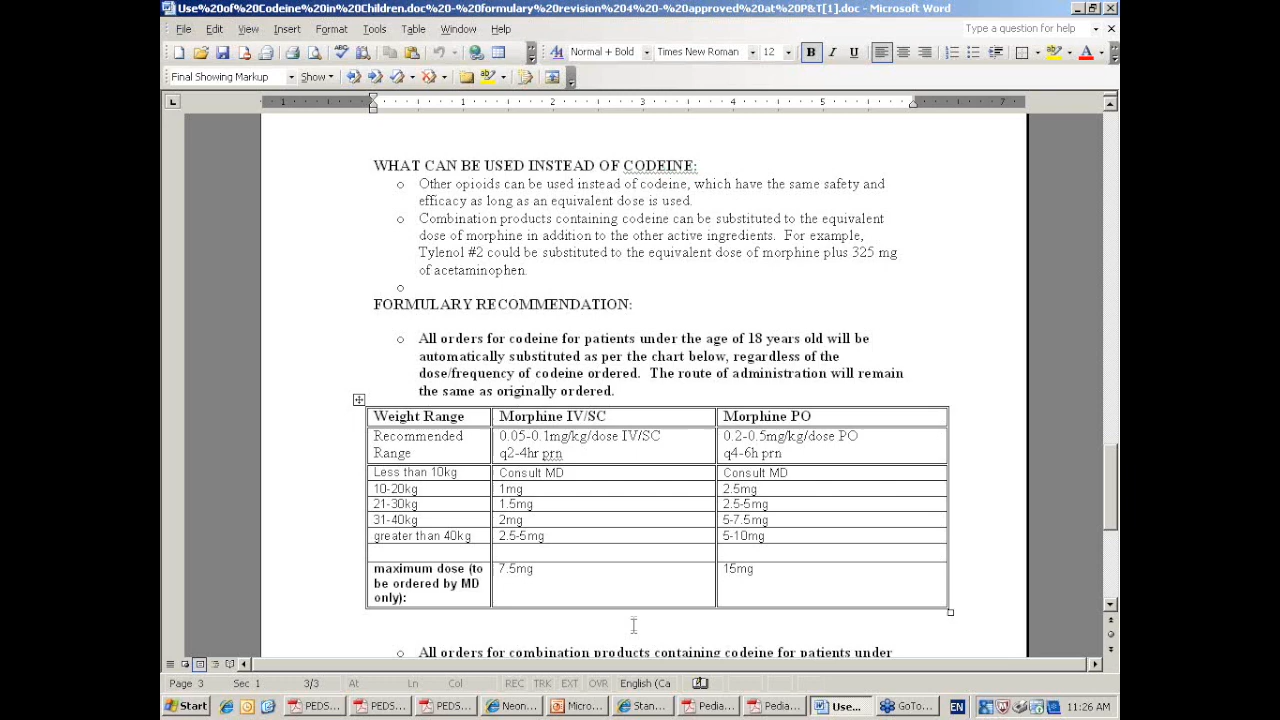 Use%20of%20Codeine%20in%20Children.doc%20-%20formulary%20revision%204%20-%20approved%20at%20P&T[1].doc - Microsoft Word
File Edit View Insert Format Tools Table Window Help Type a question for help
Normal + Bold Times New Roman 12 B I U
Final Showing Markup Show
1 1 2 3 4 5 7
WHAT CAN BE USED INSTEAD OF CODEINE:
Other opioids can be used instead of codeine, which have the same safety and
efficacy as long as an equivalent dose is used.
Combination products containing codeine can be substituted to the equivalent
dose of morphine in addition to the other active ingredients. For example,
Tylenol #2 could be substituted to the equivalent dose of morphine plus 325 mg
of acetaminophen.
FORMULARY RECOMMENDATION:
All orders for codeine for patients under the age of 18 years old will be
automatically substituted as per the chart below, regardless of the
dose/frequency of codeine ordered. The route of administration will remain
the same as originally ordered.
Weight Range Morphine IV/SC Morphine PO
Recommended 0.05-0.1mg/kg/dose IV/SC 0.2-0.5mg/kg/dose PO
Range q2-4hr prn q4-6h prn
Less than 10kg Consult MD Consult MD
10-20kg 1mg 2.5mg
21-30kg 1.5mg 2.5-5mg
31-40kg 2mg 5-7.5mg
greater than 40kg 2.5-5mg 5-10mg
maximum dose (to 7.5mg 15mg
be ordered by MD
only):
All orders for combination products containing codeine for patients under
Page 3 Sec 1 3/3 At Ln Col REC TRK EXT OVR English (Ca
Start PEDS... PEDS... PEDS... Neon... Micro... Stan... Pedia... Pedia... Use... GoTo... EN 11:26 AM